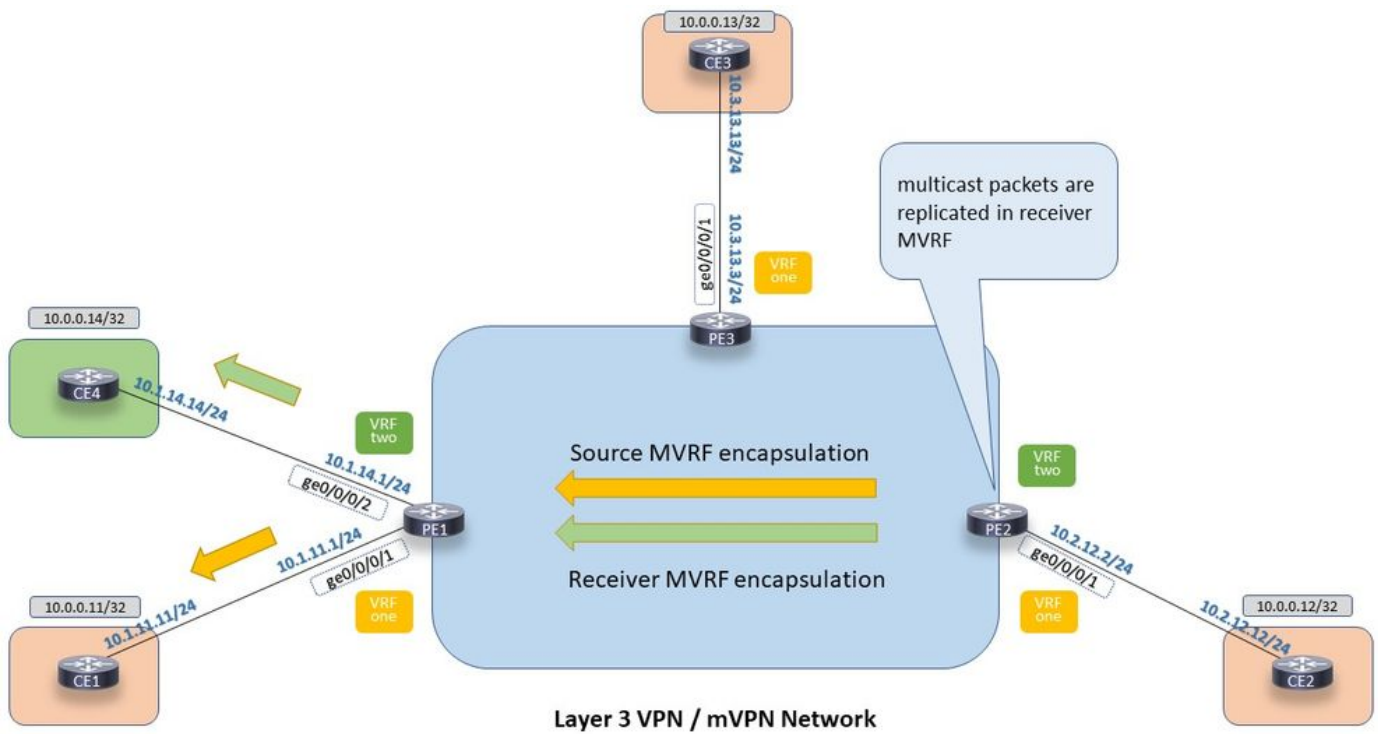 10.0.0.13/32
CE3
10.3.13.13/24
multicast packets are
replicated in receiver
MVRF
ge0/0/0/1
10.3.13.3/24
VRF
one
PE3
10.0.0.14/32
CE4
10.1.14.14/24
VRF
two
10.1.14.1/24
ge0/0/0/2
Source MVRF encapsulation
VRF
two
PE1
PE2
10.1.11.1/24
ge0/0/0/1
Receiver MVRF encapsulation
10.2.12.2/24
ge0/0/0/1
VRF
one
VRF
one
10.0.0.11/32
10.1.11.11/24
CE1
10.0.0.12/32
10.2.12.12/24
CE2
Layer 3 VPN / mVPN Network